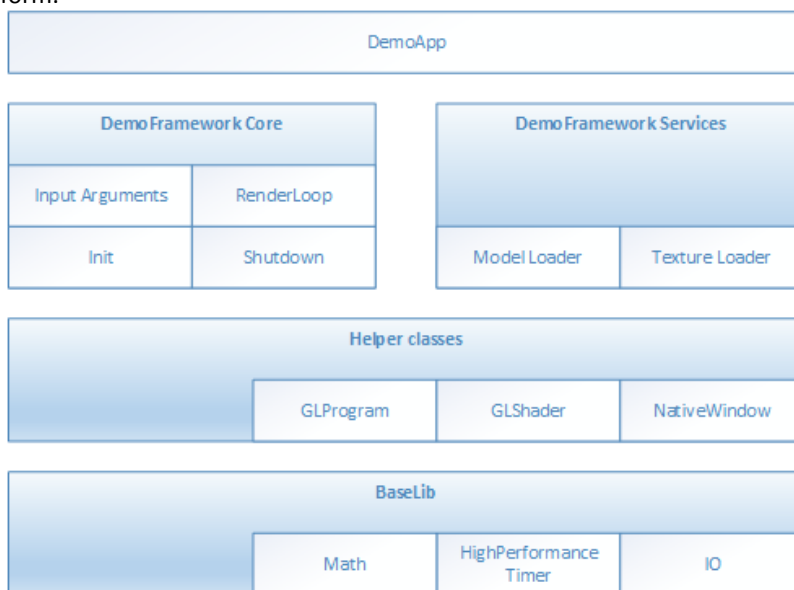 form.
DemoApp
DemoFramework Core
DemoFramework Services
Input Arguments
RenderLoop
Init
Shutdown
Model Loader
Texture Loader
Helper classes
GLProgram
GLShader
NativeWindow
BaseLib
Math
HighPerformance
Timer
IO